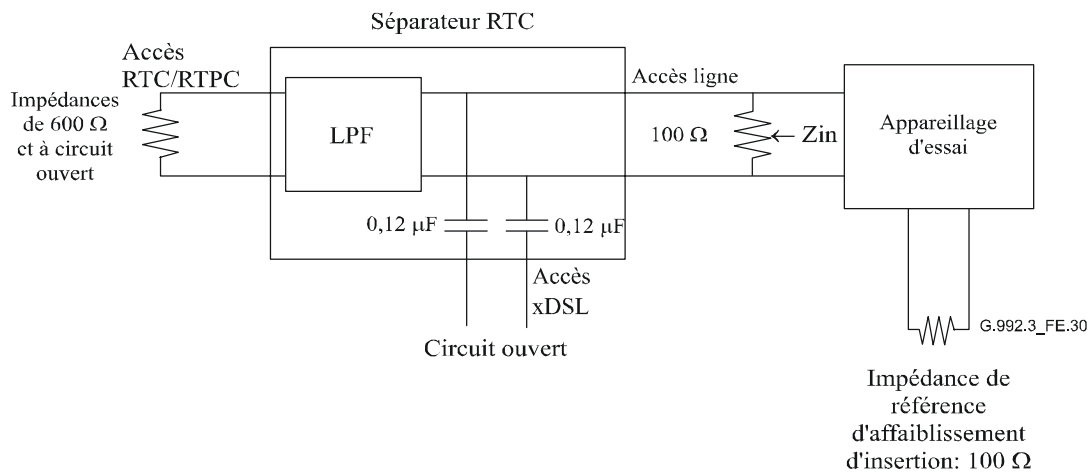 Séparateur RTC
Accès
RTC/RTPC
Impédances
de 600 Ω
ct à circuit
ouvert
LPF
Accès ligne
100 Ω
Zin
Appareillage
d'essai
0,12 µF
0,12 µF
Accès
xDSL
Circuit ouvert
G.992.3_FE.30
Impédance de
référence
d'affaiblissement
d'insertion: 100 Ω